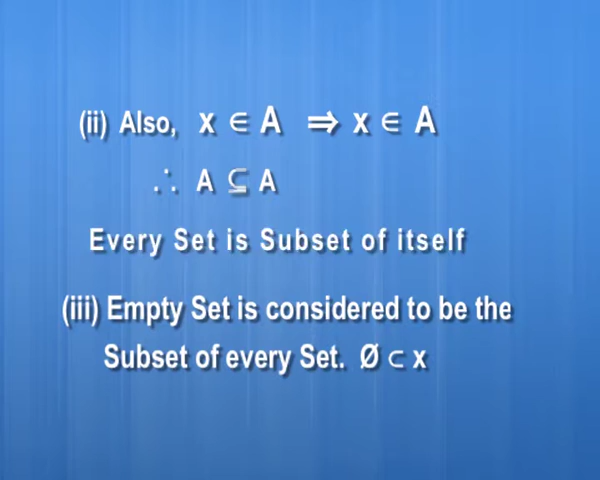 (ii) Also, x ∈ A ⇒ x ∈ A
∴ A ⊆ A
Every Set is Subset of itself
(iii) Empty Set is considered to be the
Subset of every Set. Ø ⊂ x